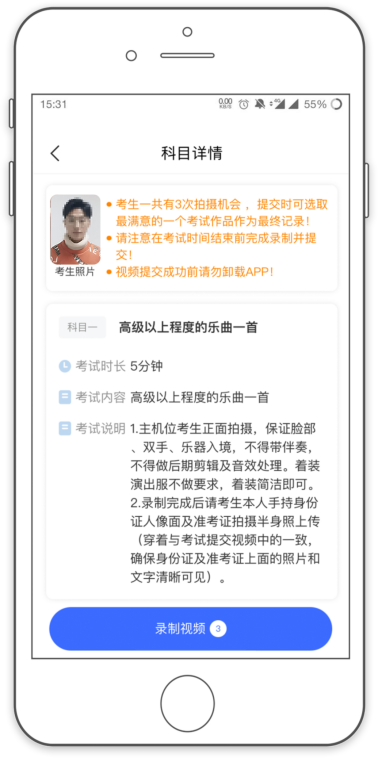 15:31
0.00
KB/S
4G
55%
科目详情
考生一共有3次拍摄机会 ，提交时可选取
最满意的一个考试作品作为最终记录！
请注意在考试时间结束前完成录制并提
交！
考生照片
视频提交成功前请勿卸载APP！
科目一
高级以上程度的乐曲一首
考试时长 5分钟
考试内容 高级以上程度的乐曲一首
考试说明 1.主机位考生正面拍摄，保证脸部
、双手、乐器入境，不得带伴奏，
不得做后期剪辑及音效处理。着装
演出服不做要求，着装简洁即可。
2.录制完成后请考生本人手持身份
证人像面及准考证拍摄半身照上传
（穿着与考试提交视频中的一致，
确保身份证及准考证上面的照片和
文字清晰可见）。
录制视频 3